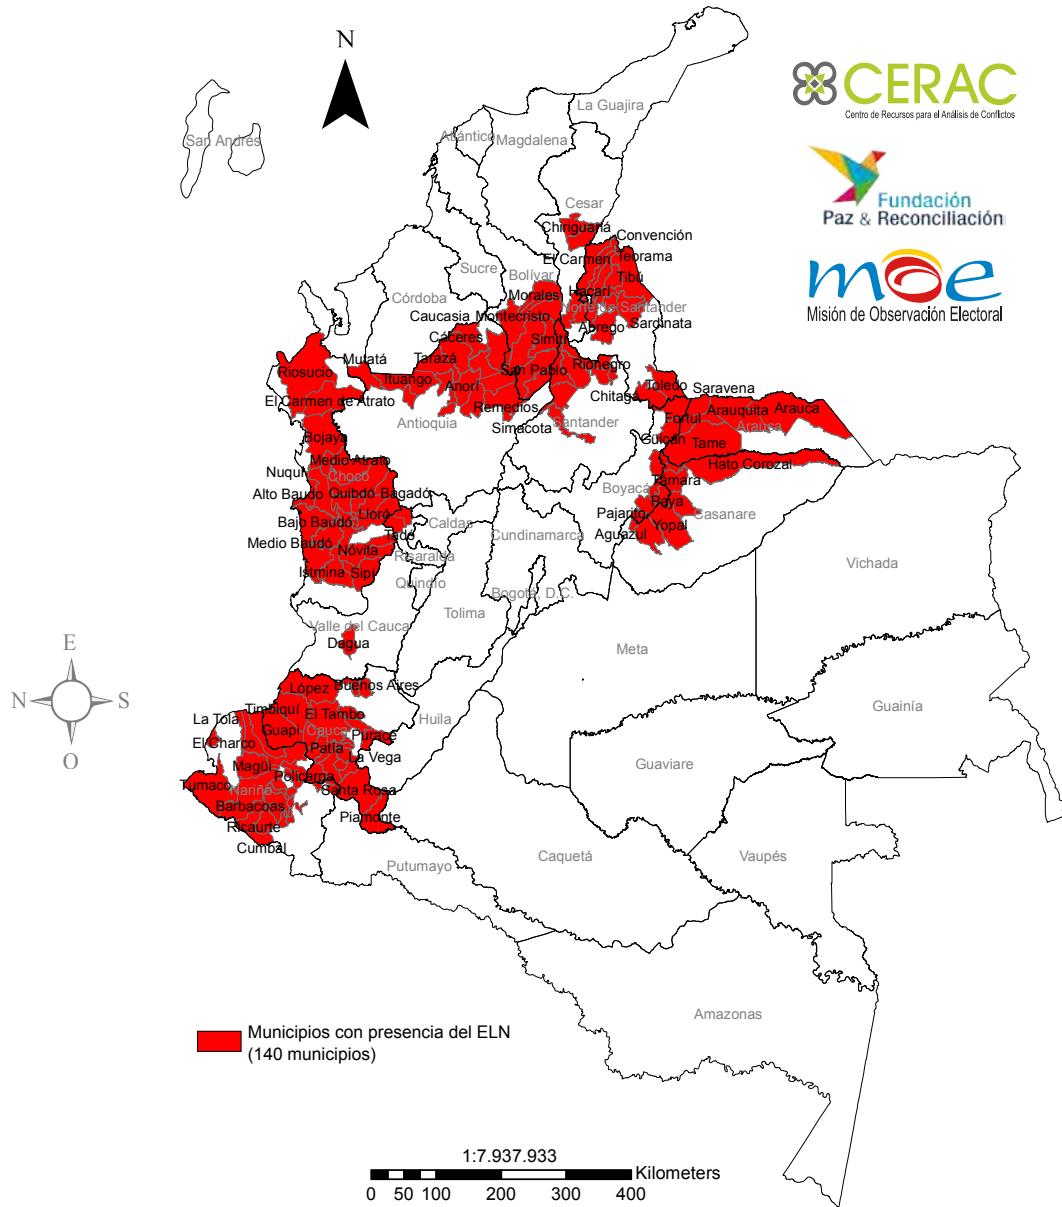 N
CERAC
Centro de Recursos para el Análisis de Conflictos
La Guajira
San Andrés
Atlántico
Magdalena
Fundación
Paz & Reconciliación
Cesar
Chiriguaná
Convención
El Carmen
Teorama
Sucre
Bolívar
Tibú
moe
Misión de Observación Electoral
Córdoba
Morales
Hacarí
Norte de Santander
Caucasia
Montecristo
Abrego
Sardinata
Cáceres
Simití
Mutatá
Tarazá
Riosucio
Ituango
Anorí
San Pablo
Rionegro
Toledo
Saravena
El Carmen de Atrato
Remedios
Chitagá
Fortul
Arauquita
Arauca
Antioquia
Simacota
Santander
Arauca
Bojaya
Güicán
Tame
Medio Atrato
Hato Corozal
Nuquí
Chocó
Támara
Alto Baudo
Quibdó
Bagadó
Boyacá
Paya
Lloró
Pajarito
Casanare
Bajo Baudó
Caldas
Cundinamarca
Yopal
Tadó
Aguazul
Medio Baudó
Nóvita
Risaralda
Vichada
Istmina
Sipí
Quindío
Bogotá, D.C.
Tolima
Valle del Cauca
Dagua
Meta
E
López
Buenos Aires
N
S
Timbiquí
El Tambo
Guainía
La Tola
Huila
Guapi
Cauca
Puracé
El Charco
Patía
La Vega
O
Magüi
Policarpa
Guaviare
Tumaco
Nariño
Santa Rosa
Barbacoas
Piamonte
Ricaurte
Cumbal
Putumayo
Caquetá
Vaupés
Amazonas
Municipios con presencia del ELN
(140 municipios)
1:7.937.933
Kilometers
0 50 100 200 300 400